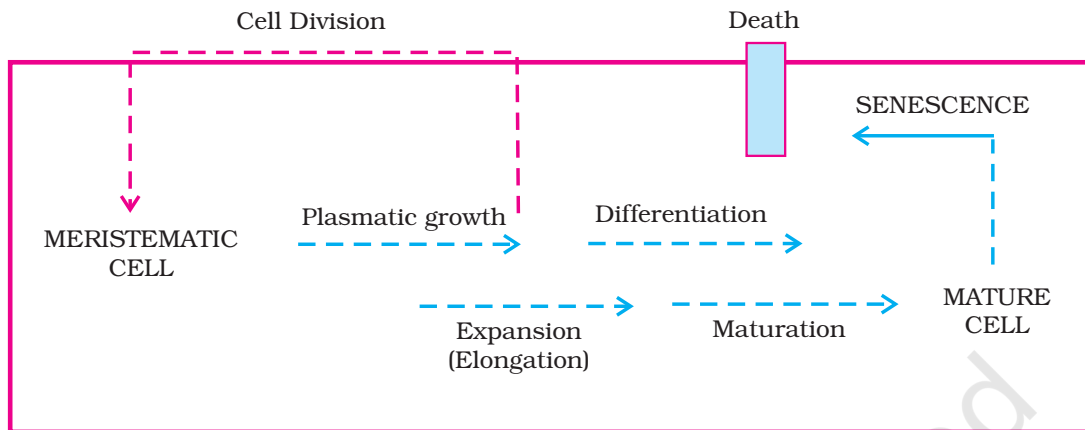 Cell Division
Death
SENESCENCE
Plasmatic growth
Differentiation
MERISTEMATIC
CELL
Expansion
(Elongation)
Maturation
MATURE
CELL